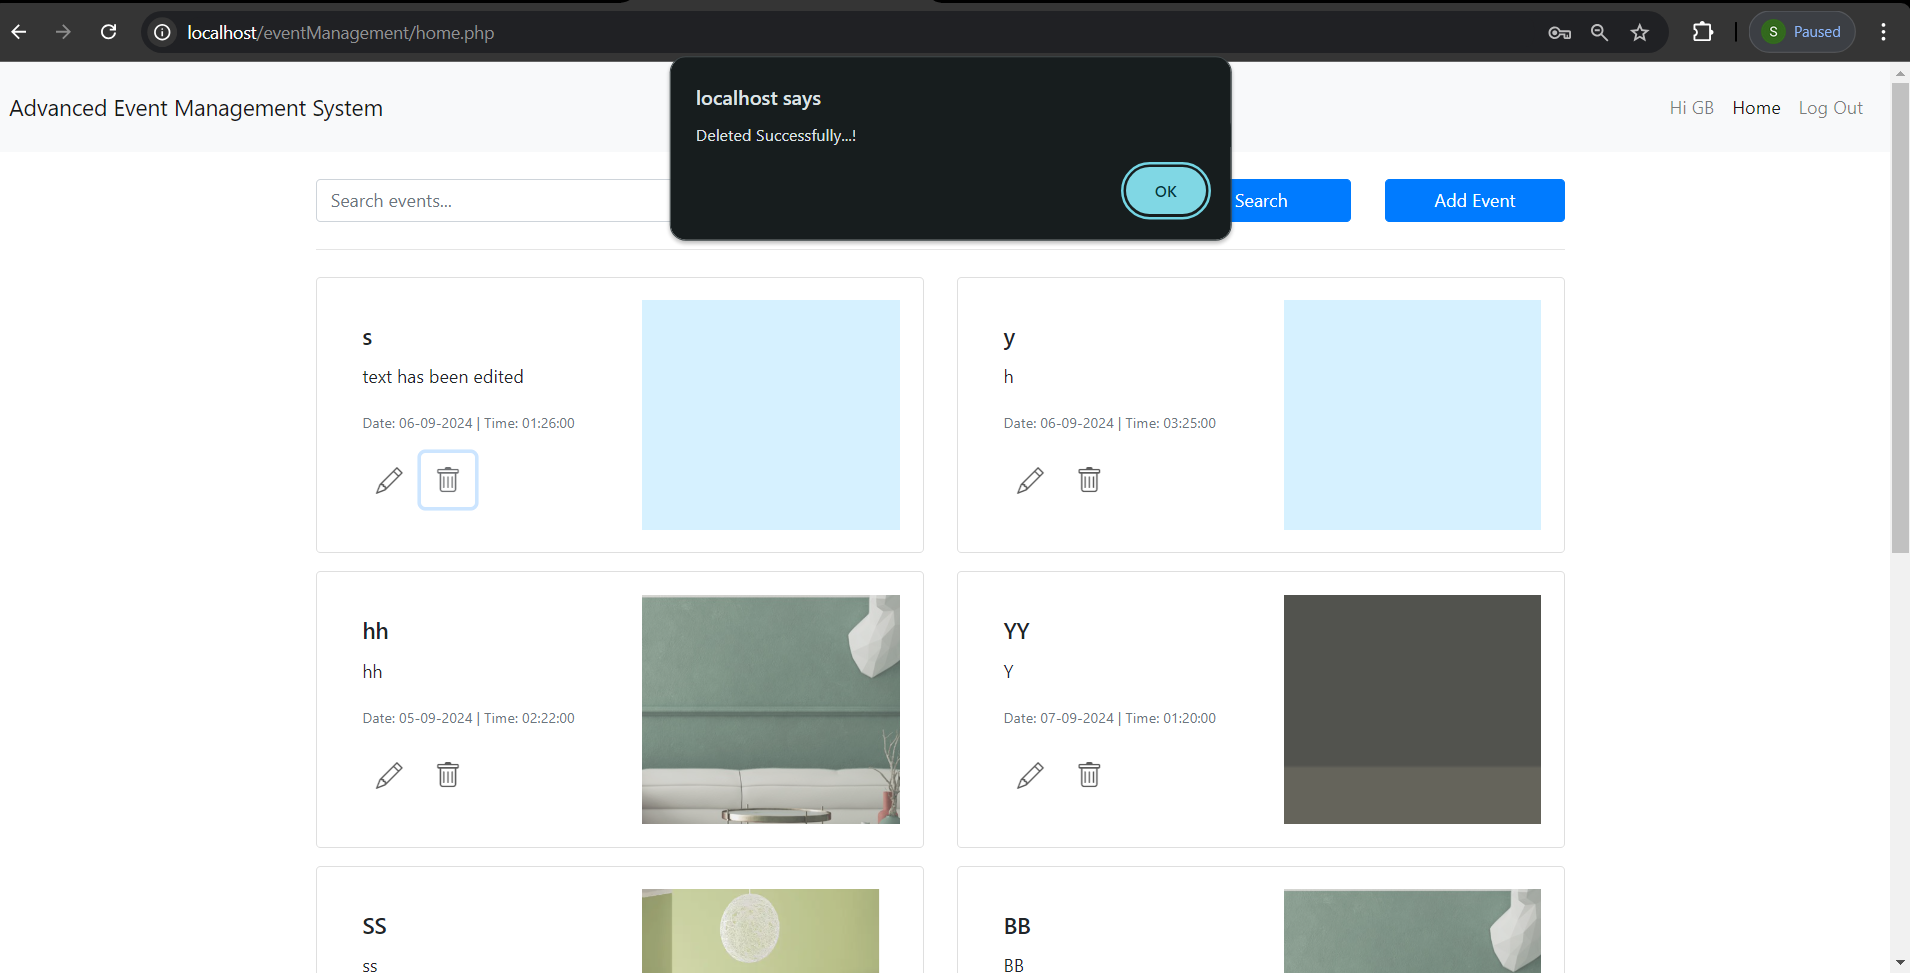 localhost/eventManagement/home.php
S Paused
localhost says
Deleted Successfully...!
OK
Advanced Event Management System
Hi GB Home Log Out
Search events...
Search
Add Event
s
text has been edited
Date: 06-09-2024 | Time: 01:26:00
y
h
Date: 06-09-2024 | Time: 03:25:00
hh
hh
Date: 05-09-2024 | Time: 02:22:00
YY
Y
Date: 07-09-2024 | Time: 01:20:00
SS
ss
BB
BB